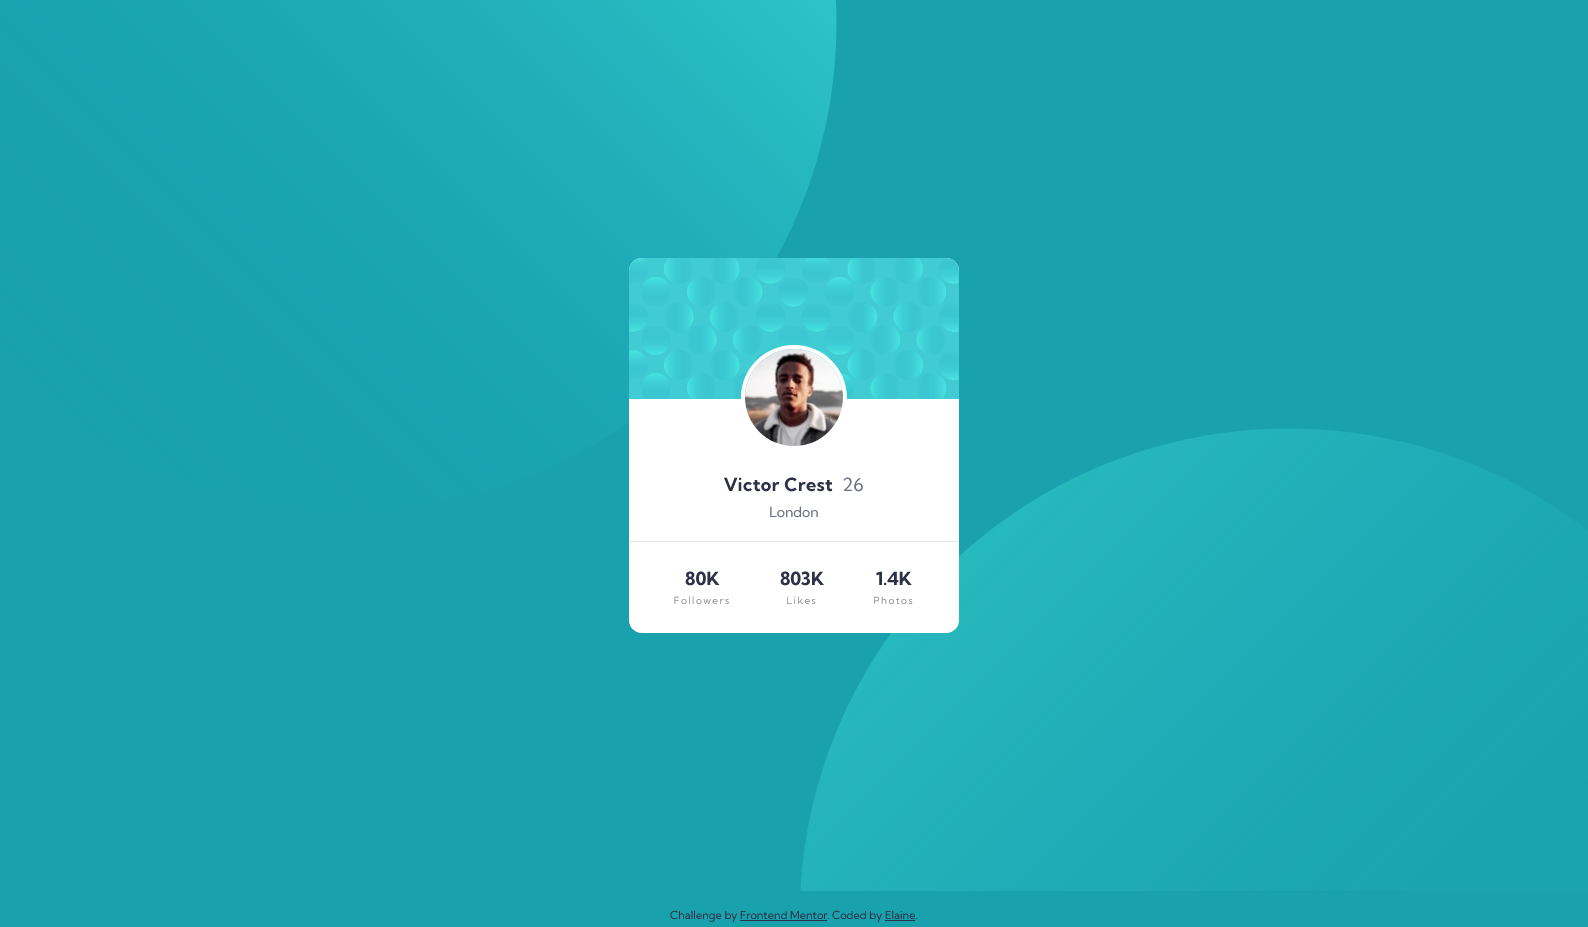 Victor Crest 26
London
80K 803K 1.4K
Followers Likes Photos
Challenge by Frontend Mentor. Coded by Elaine.